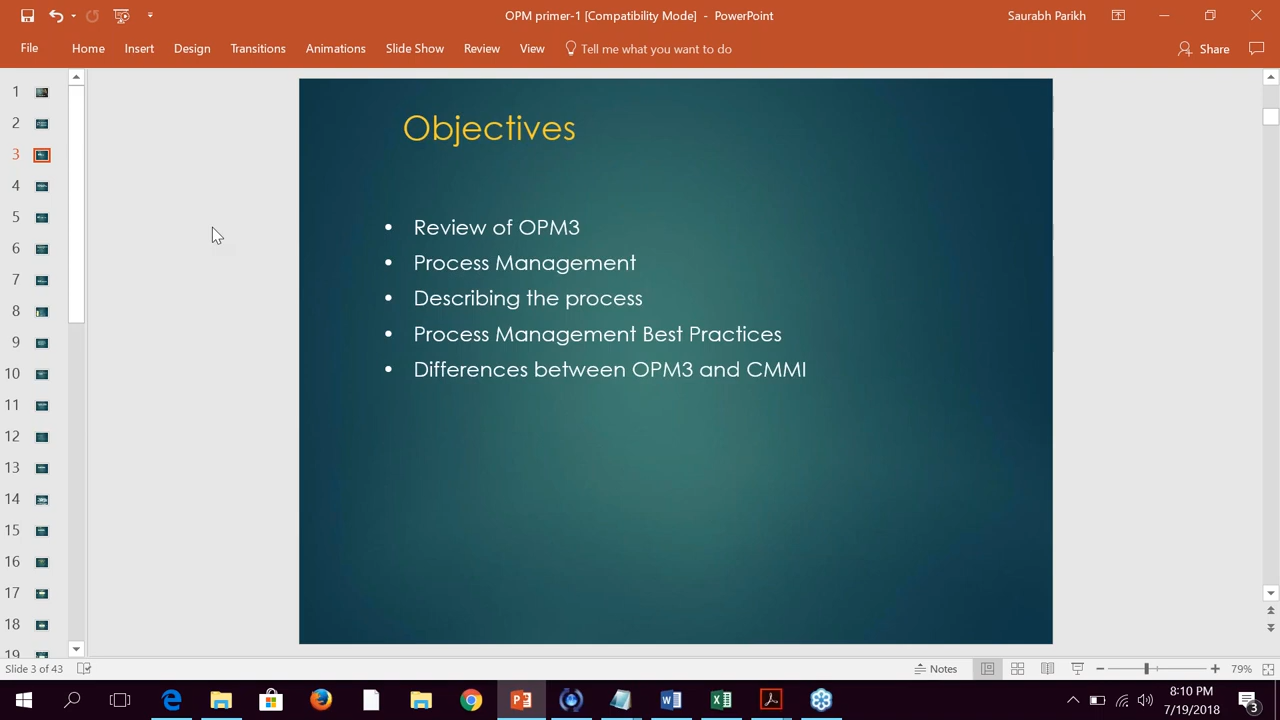 OPM primer-1 [Compatibility Mode] - PowerPoint
Saurabh Parikh
File Home Insert Design Transitions Animations Slide Show Review View Tell me what you want to do Share
1
2
3
4
5
6
7
8
9
10
11
12
13
14
15
16
17
18
19
Objectives
• Review of OPM3
• Process Management
• Describing the process
• Process Management Best Practices
• Differences between OPM3 and CMMI
Slide 3 of 43
Notes
79%
8:10 PM
7/19/2018
3